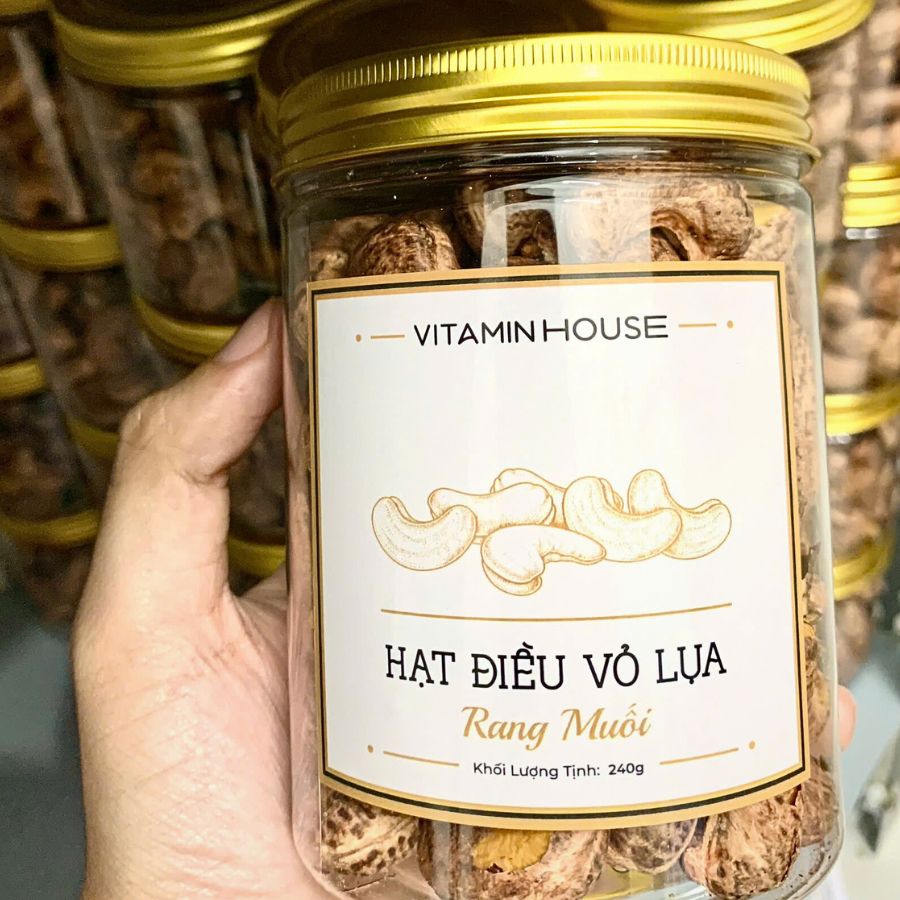 VITAMIN HOUSE
HẠT ĐIỀU VỎ LỤA
Rang Muối
Khối Lượng Tịnh: 240g